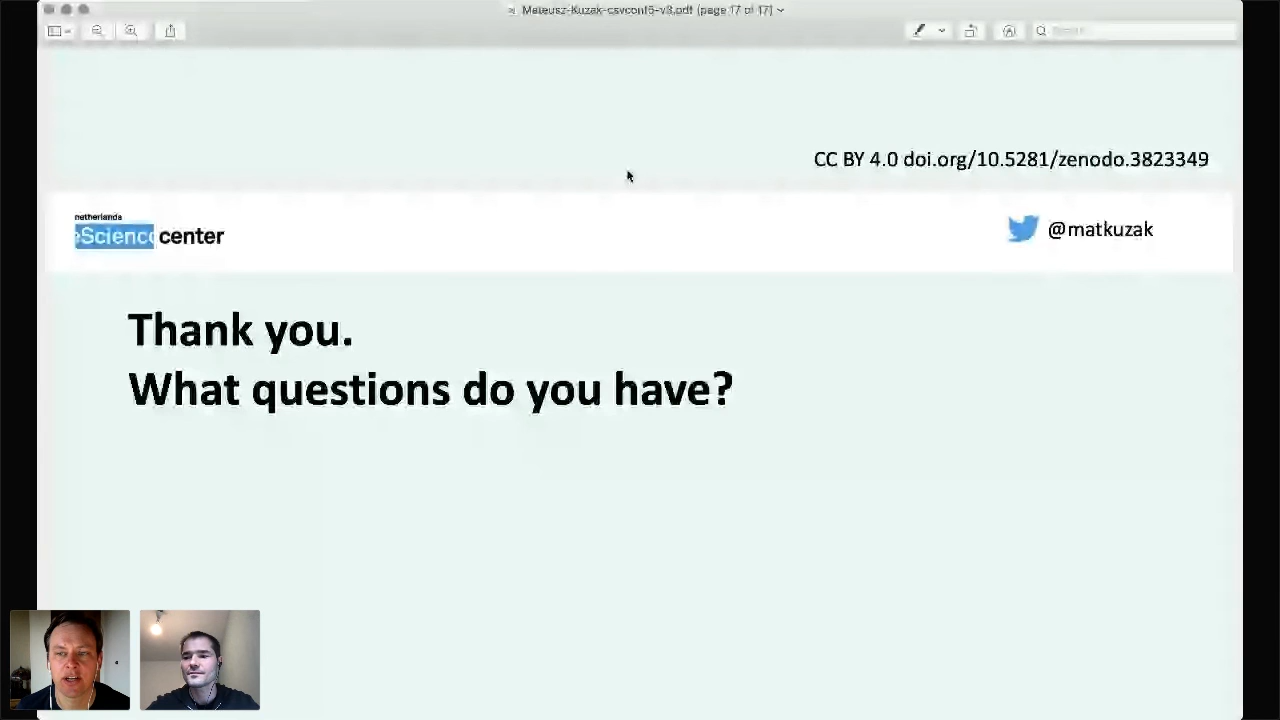 Mateusz-Kuzak-csvconf5-v3.pdf (page 17 of 17)
Search
CC BY 4.0 doi.org/10.5281/zenodo.3823349
netherlands
eScience center
@matkuzak
Thank you.
What questions do you have?